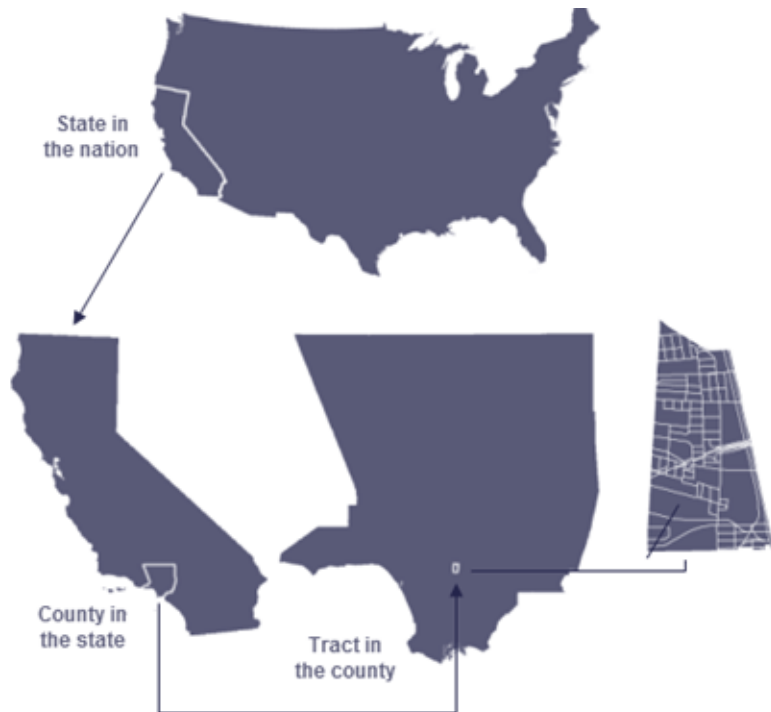 State in
the nation
County in
the state
Tract in
the county